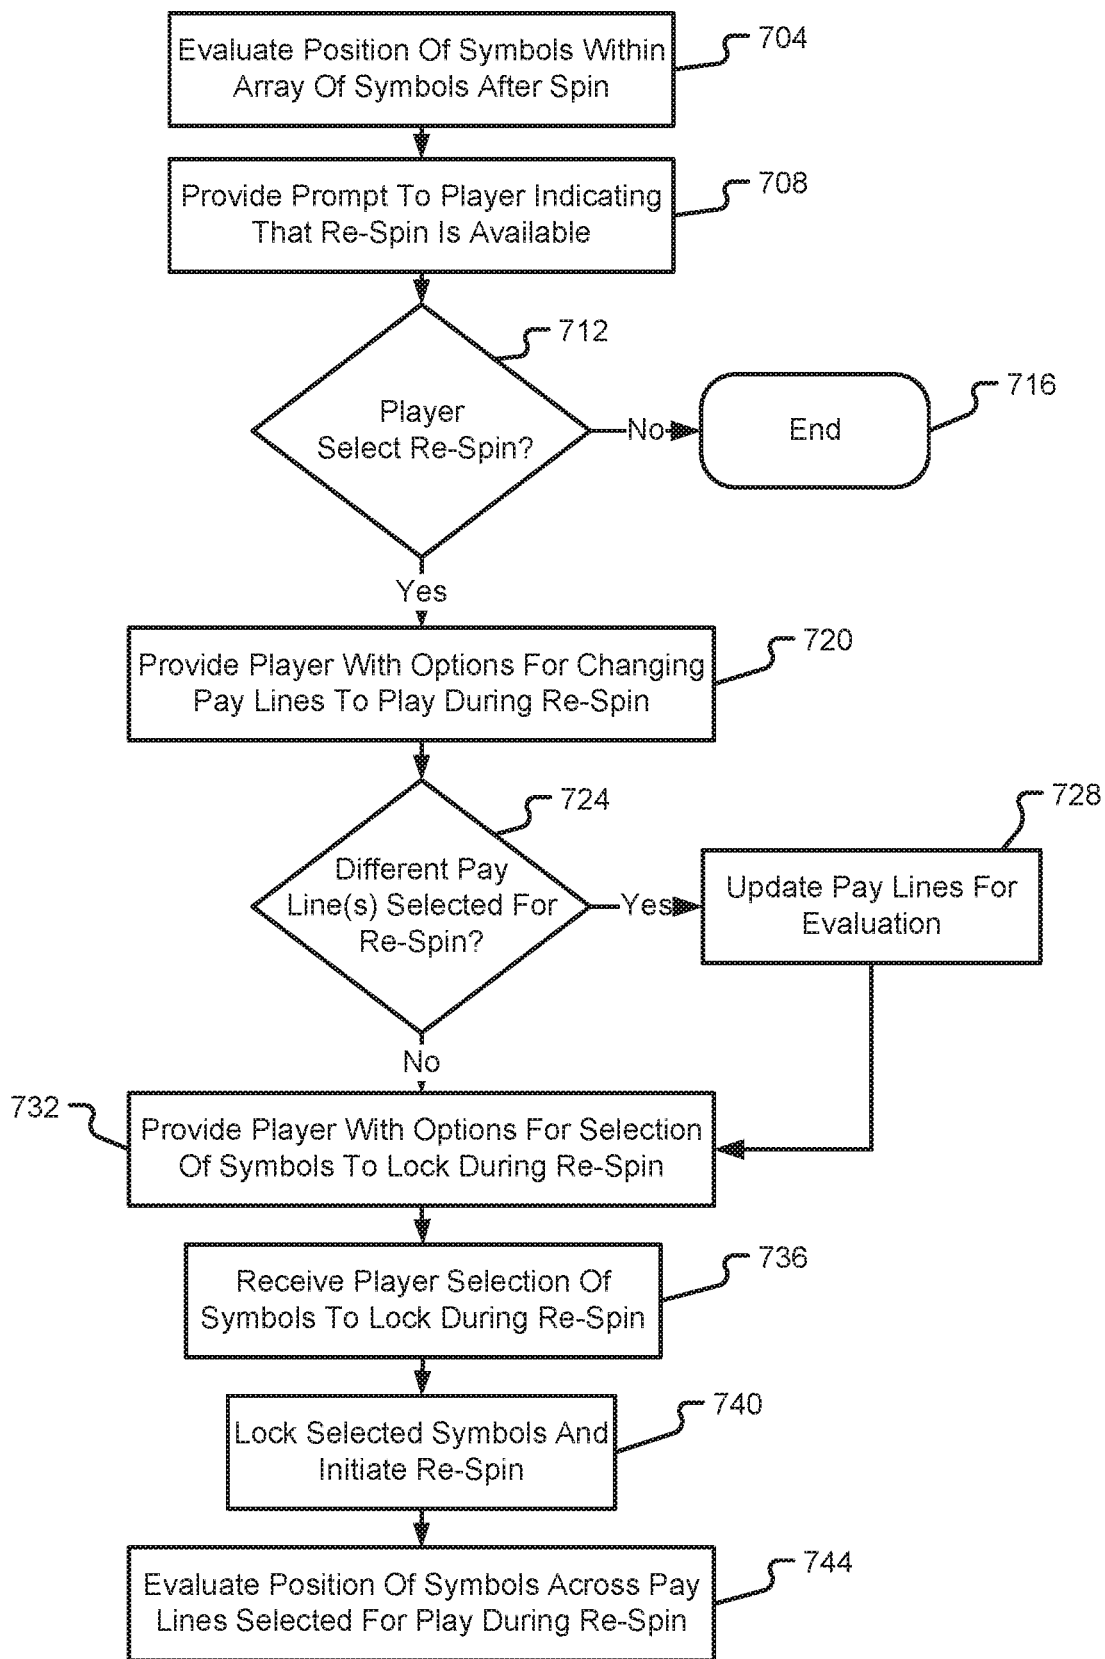 Evaluate Position Of Symbols Within
Array Of Symbols After Spin
704
Provide Prompt To Player Indicating
That Re-Spin Is Available
708
712
Player
Select Re-Spin?
No
End
716
Yes
Provide Player With Options For Changing
Pay Lines To Play During Re-Spin
720
724
Different Pay
Line(s) Selected For
Re-Spin?
Yes
728
Update Pay Lines For
Evaluation
No
732
Provide Player With Options For Selection
Of Symbols To Lock During Re-Spin
Receive Player Selection Of
Symbols To Lock During Re-Spin
736
Lock Selected Symbols And
Initiate Re-Spin
740
Evaluate Position Of Symbols Across Pay
Lines Selected For Play During Re-Spin
744